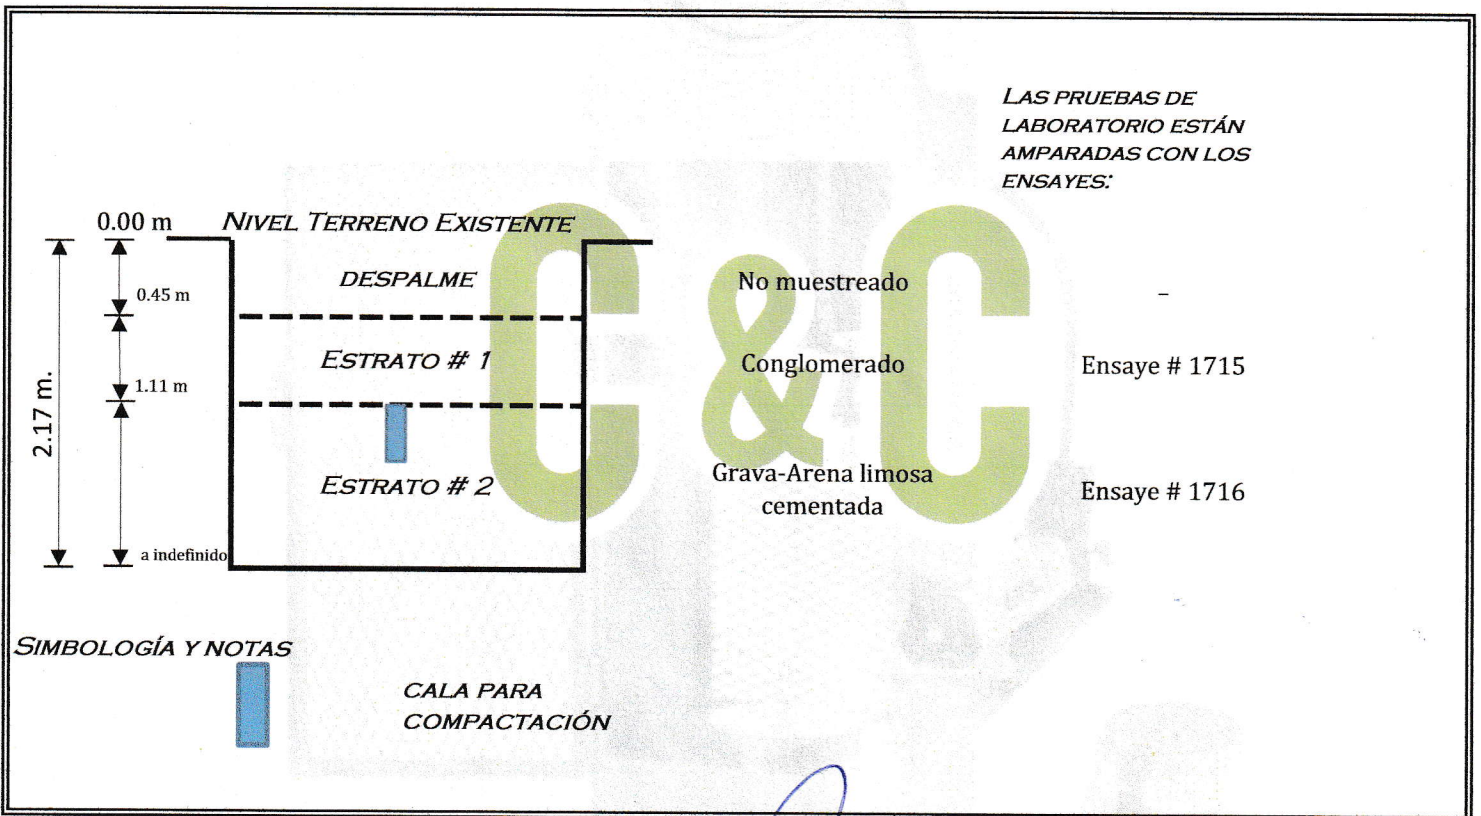 LAS PRUEBAS DE
LABORATORIO ESTÁN
AMPARADAS CON LOS
ENSAYES:
0.00 m NIVEL TERRENO EXISTENTE
DESPALME No muestreado –
0.45 m
ESTRATO # 1 Conglomerado Ensaye # 1715
1.11 m
2.17 m.
C & C
ESTRATO # 2 Grava-Arena limosa
cementada Ensaye # 1716
a indefinido
SIMBOLOGÍA Y NOTAS
CALA PARA
COMPACTACIÓN